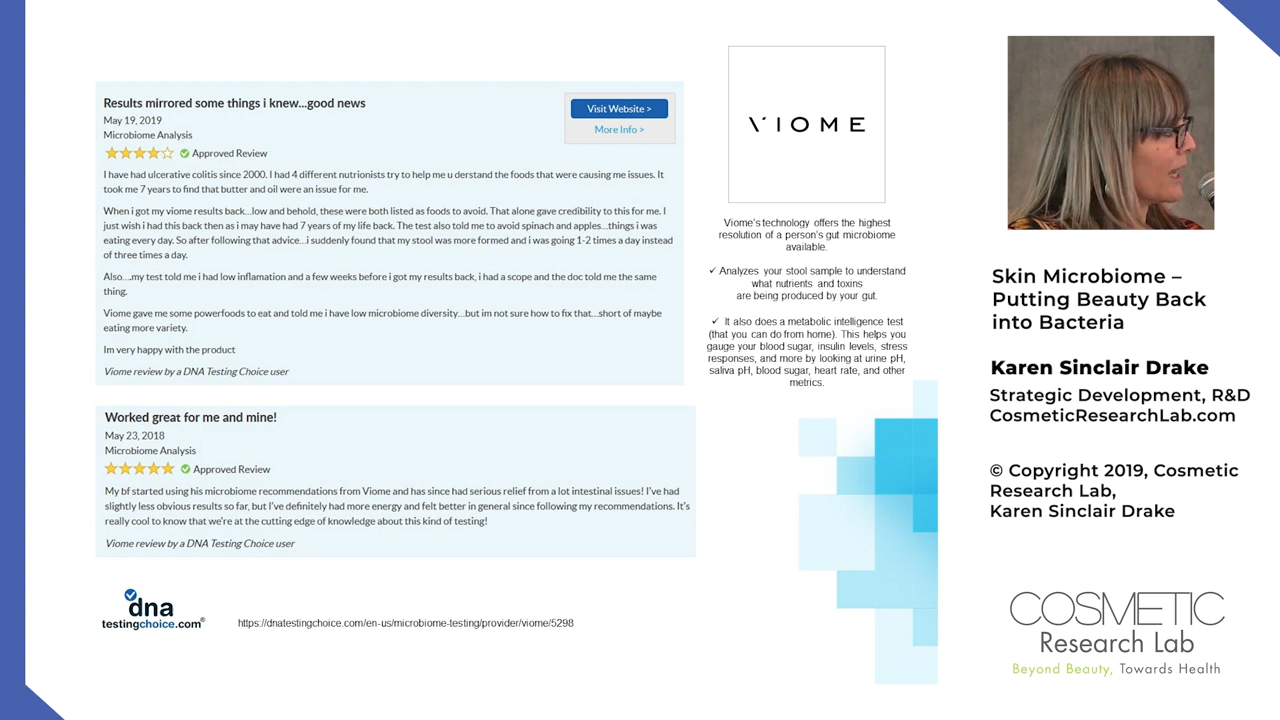 Results mirrored some things i knew...good news
May 19, 2019
Microbiome Analysis
Approved Review
Visit Website >
More Info >
I have had ulcerative colitis since 2000. I had 4 different nutrionists try to help me u derstand the foods that were causing me issues. It
took me 7 years to find that butter and oil were an issue for me.
When i got my viome results back...low and behold, these were both listed as foods to avoid. That alone gave credibility to this for me. I
just wish i had this back then as i may have had 7 years of my life back. The test also told me to avoid spinach and apples...things i was
eating every day. So after following that advice...i suddenly found that my stool was more formed and i was going 1-2 times a day instead
of three times a day.
Also....my test told me i had low inflamation and a few weeks before i got my results back, i had a scope and the doc told me the same
thing.
Viome gave me some powerfoods to eat and told me i have low microbiome diversity...but im not sure how to fix that...short of maybe
eating more variety.
Im very happy with the product
Viome review by a DNA Testing Choice user
Worked great for me and mine!
May 23, 2018
Microbiome Analysis
Approved Review
My bf started using his microbiome recommendations from Viome and has since had serious relief from a lot intestinal issues! I've had
slightly less obvious results so far, but I've definitely had more energy and felt better in general since following my recommendations. It's
really cool to know that we're at the cutting edge of knowledge about this kind of testing!
Viome review by a DNA Testing Choice user
dna
testingchoice.com®
https://dnatestingchoice.com/en-us/microbiome-testing/provider/viome/5298
VIOME
Viome's technology offers the highest
resolution of a person's gut microbiome
available.
✓ Analyzes your stool sample to understand
what nutrients and toxins
are being produced by your gut.
✓ It also does a metabolic intelligence test
(that you can do from home). This helps you
gauge your blood sugar, insulin levels, stress
responses, and more by looking at urine pH,
saliva pH, blood sugar, heart rate, and other
metrics.
Skin Microbiome –
Putting Beauty Back
into Bacteria
Karen Sinclair Drake
Strategic Development, R&D
CosmeticResearchLab.com
© Copyright 2019, Cosmetic
Research Lab,
Karen Sinclair Drake
COSMETIC
Research Lab
Beyond Beauty, Towards Health